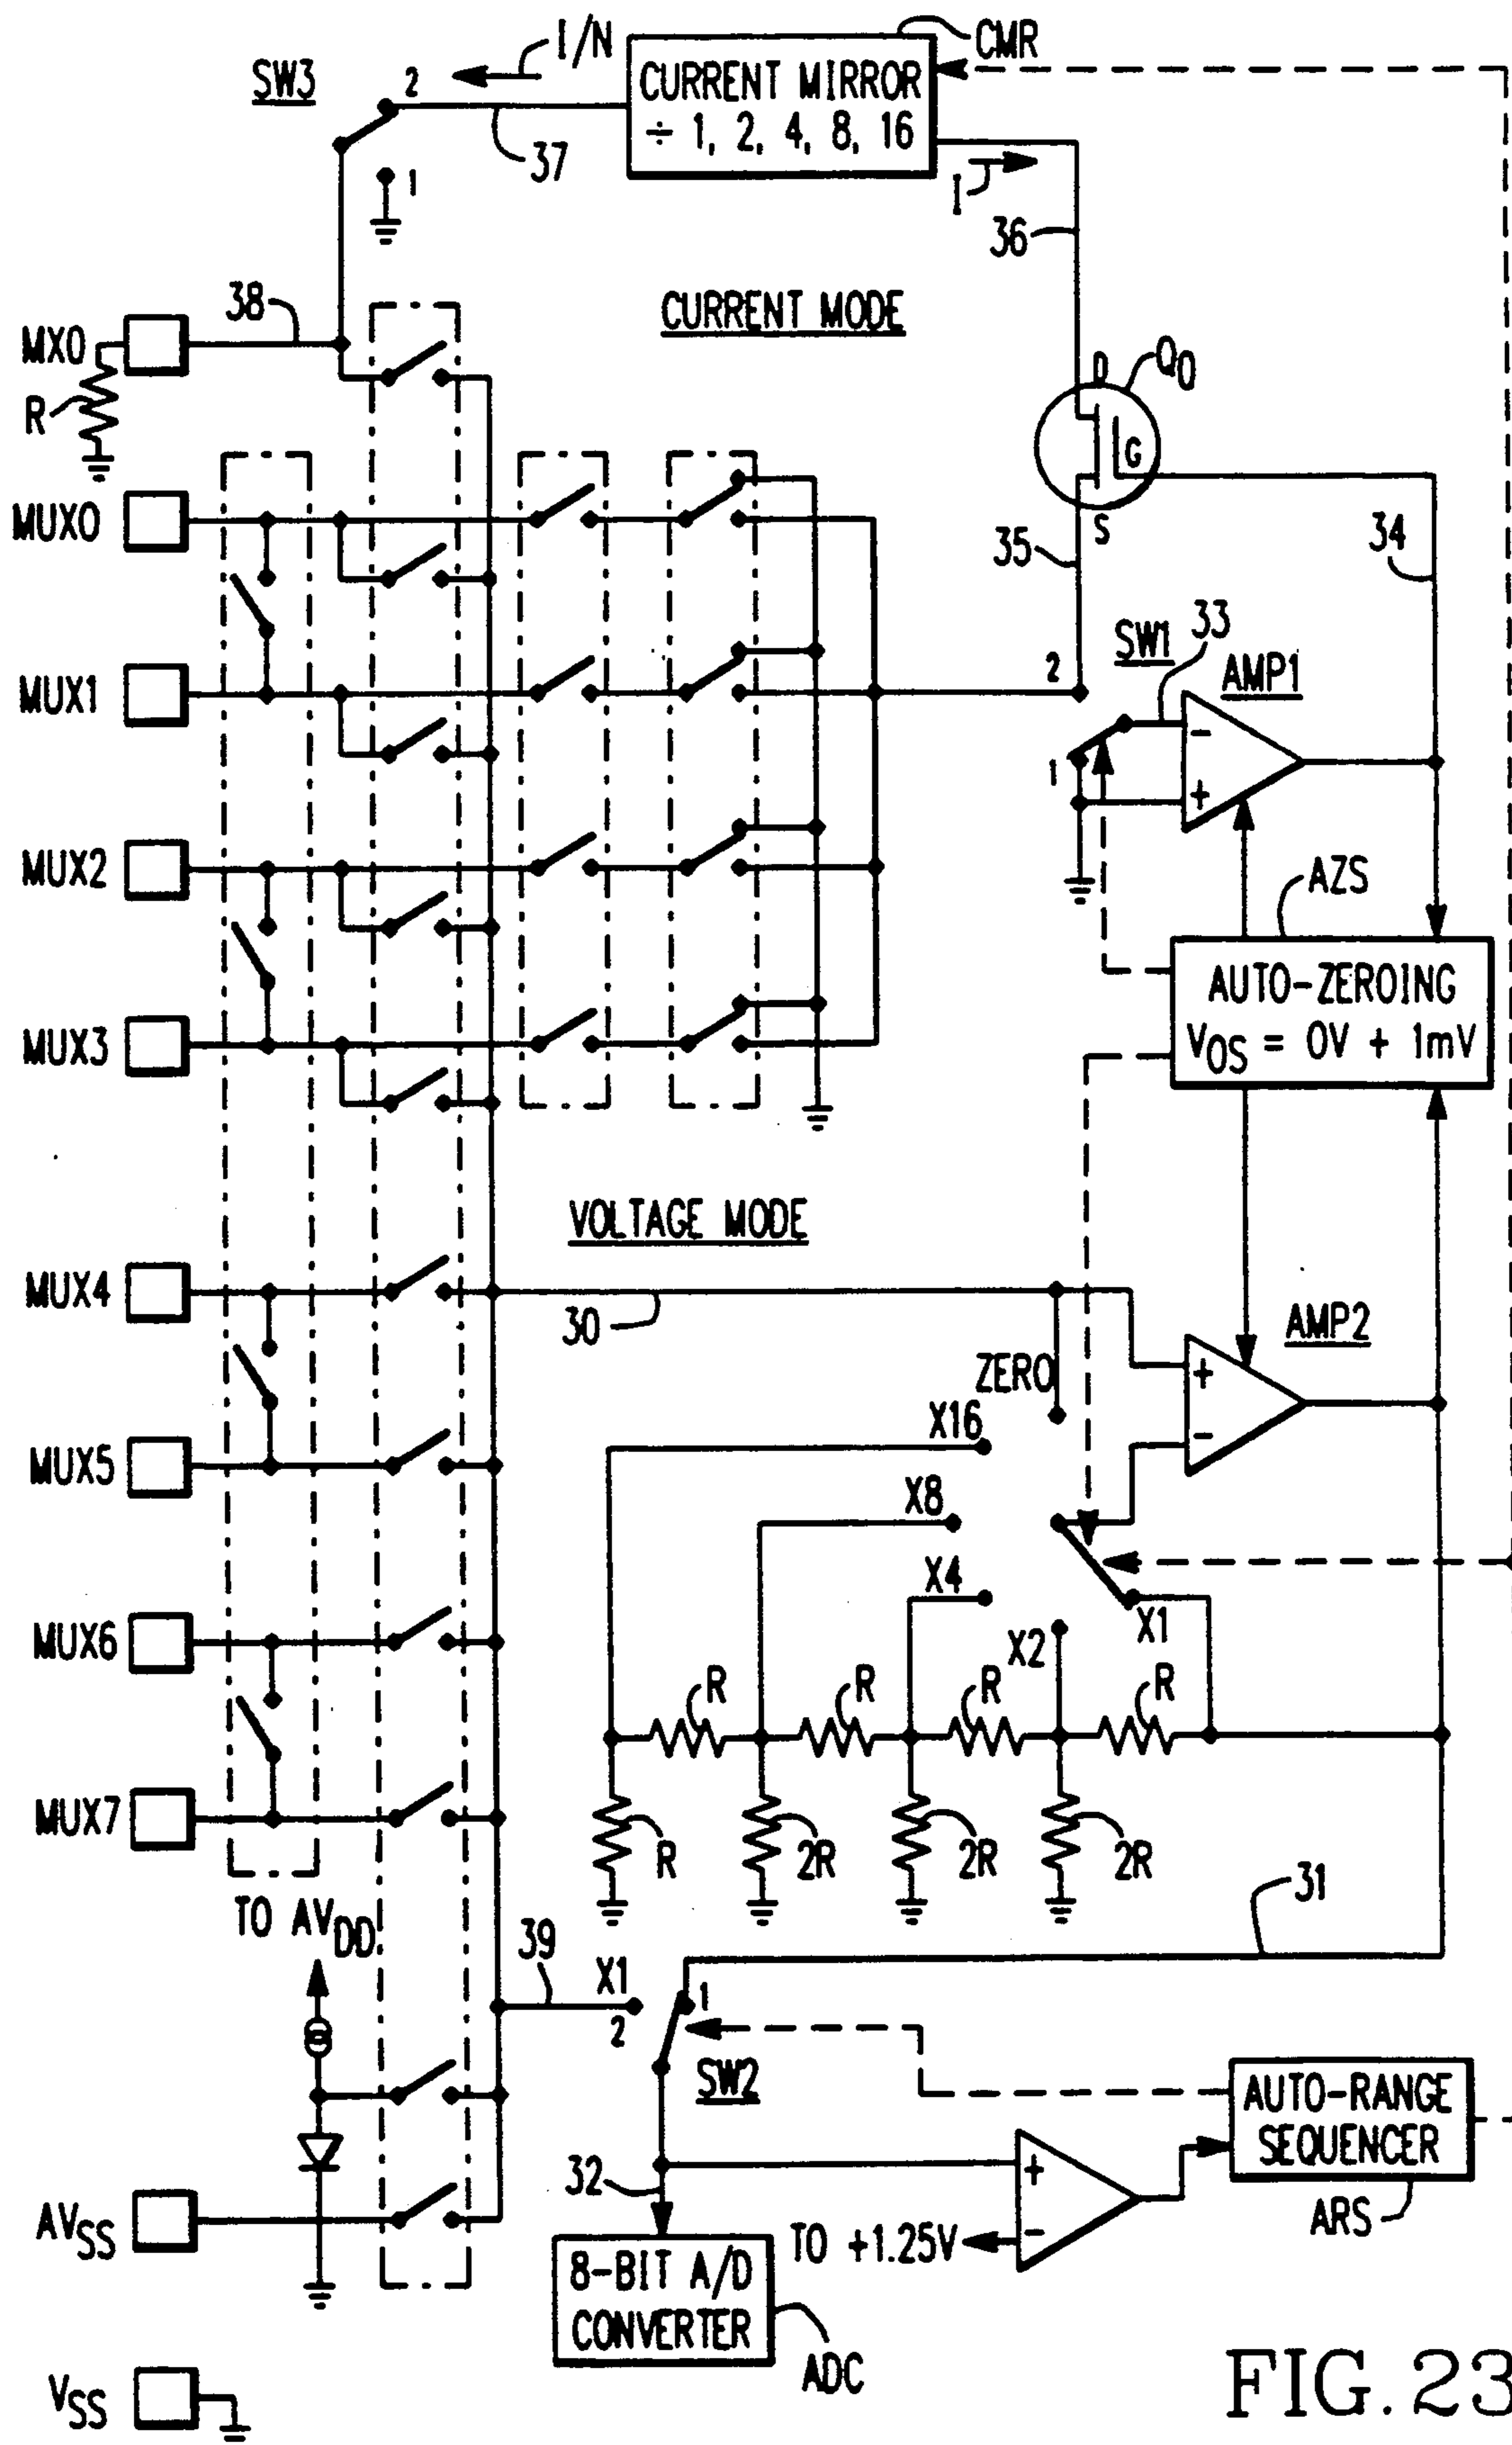 I/N
CMR
SW3
2
CURRENT MIRROR
÷ 1, 2, 4, 8, 16
37
1
I
36
38
CURRENT MODE
MX0
R
D
Q0
G
S
MUX0
35
34
33
SW1
AMP1
2
MUX1
−
1
+
MUX2
AZS
AUTO-ZEROING
VOS = 0V + 1mV
MUX3
VOLTAGE MODE
MUX4
30
AMP2
ZERO
+
X16
−
MUX5
X8
X4
X1
MUX6
X2
R
R
R
R
MUX7
R
2R
2R
2R
31
TO AVDD
39
X1
1
2
SW2
AUTO-RANGE
SEQUENCER
+
32
AVSS
ARS
TO +1.25V
−
8-BIT A/D
CONVERTER
ADC
FIG. 23
VSS